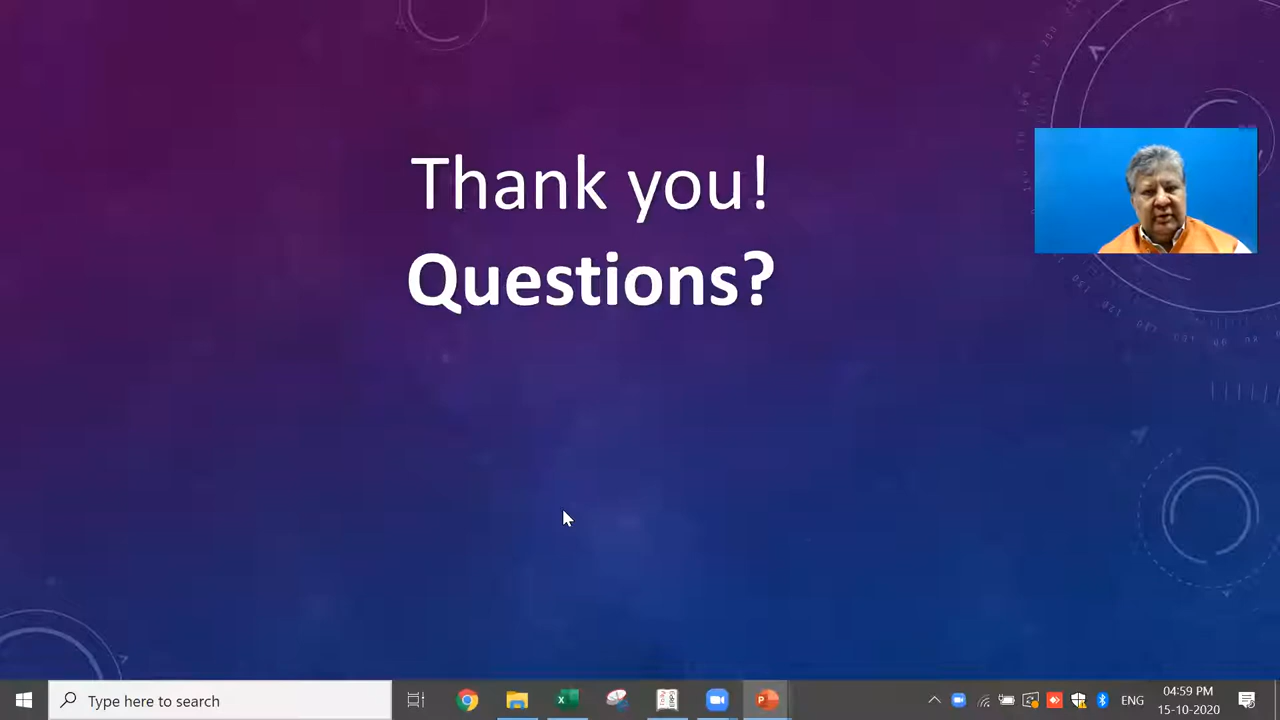 Thank you!
Questions?
Type here to search
ENG
04:59 PM
15-10-2020